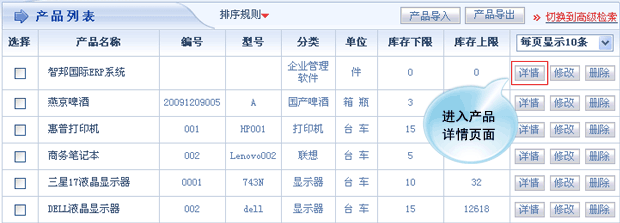 产品列表 排序规则 产品导入 产品导出 » 切换到高级检索
选择 产品名称 编号 型号 分类 单位 库存下限 库存上限 每页显示10条
智邦国际ERP系统 企业管理软件 件 0 0 详情 修改 删除
燕京啤酒 20091209005 A 国产啤酒 箱 瓶 3 详情 修改 删除
惠普打印机 001 HP001 打印机 台 车 15 详情 修改 删除
商务笔记本 002 Lenovo002 联想 台 车 5 详情 修改 删除
三星17液晶显示器 0001 743N 显示器 台 车 10 32 详情 修改 删除
DELL液晶显示器 002 dell 显示器 台 车 15 12618 详情 修改 删除
进入产品
详情页面